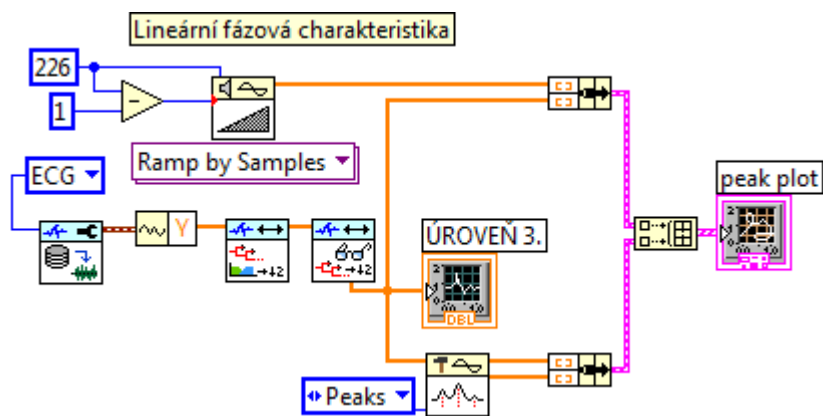 Lineární fázová charakteristika
226
1
Ramp by Samples
ECG
Y
ÚROVEŇ 3.
DBL
peak plot
Peaks